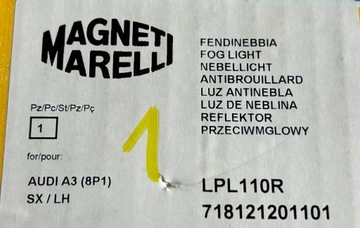 MAGNETI
MARELLI
FENDINEBBIA
FOG LIGHT
NEBELLICHT
ANTIBROUILLARD
LUZ ANTINEBLA
LUZ DE NEBLINA
REFLEKTOR
PRZECIWMGLOWY
Pz/Pc/St/Pz/Pç
1
1
for/pour:
AUDI A3 (8P1)
SX / LH
LPL110R
718121201101